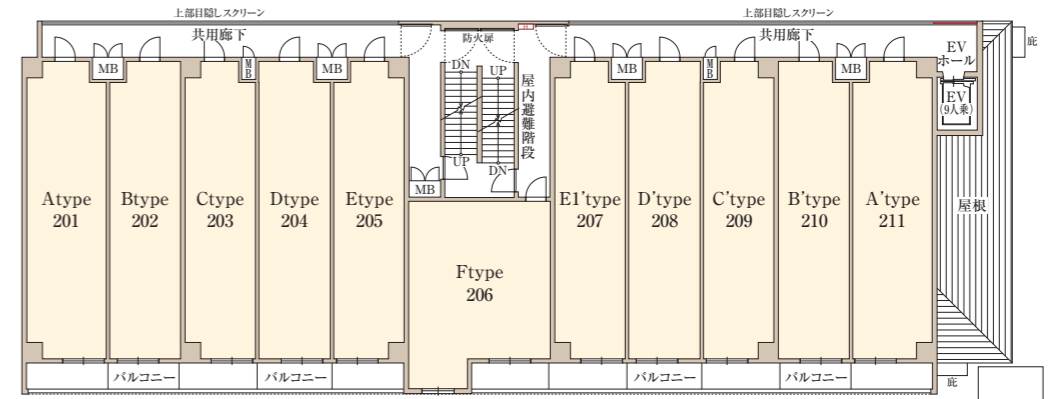 上部目隠しスクリーン
上部目隠しスクリーン
共用廊下
防火扉
H
共用廊下
EV
ホール
庇
MB
MB
MB
DN
UP
屋内避難階段
MB
MB
MB
EV
(9人乗)
UP
DN
MB
Atype
201
Btype
202
Ctype
203
Dtype
204
Etype
205
Ftype
206
E1'type
207
D'type
208
C'type
209
B'type
210
A'type
211
屋根
バルコニー
バルコニー
バルコニー
バルコニー
庇